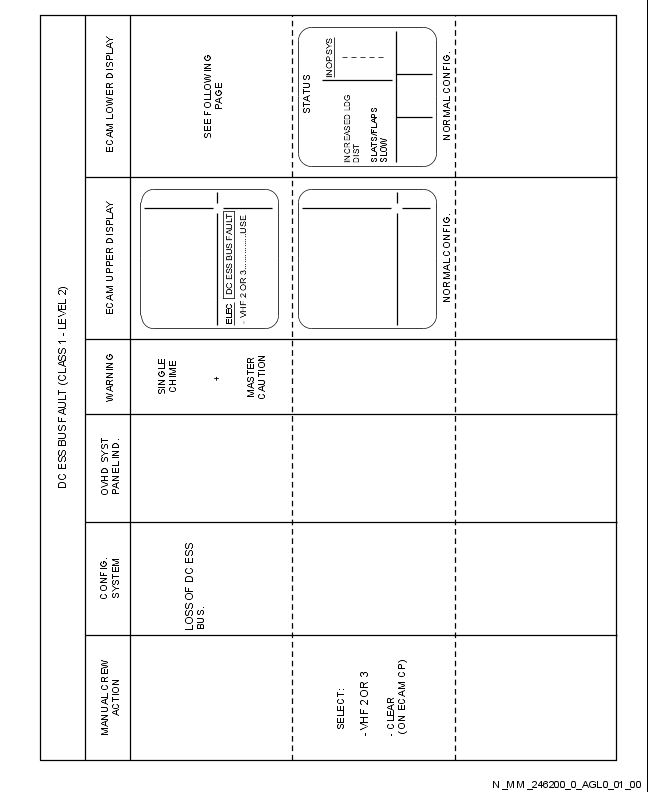 DC ESS BUS FAULT (CLASS 1 - LEVEL 2)
MANUAL CREW
ACTION
CONFIG.
SYSTEM
OVHD SYST
PANEL IND.
WARNING
ECAM UPPER DISPLAY
ECAM LOWER DISPLAY
LOSS OF DC ESS
BUS.
SINGLE
CHIME
+
MASTER
CAUTION
ELEC DC ESS BUS FAULT
- VHF 2 OR 3..............USE
SEE FOLLOWING
PAGE
SELECT:
- VHF 2 OR 3
- CLEAR
(ON ECAM CP)
NORMAL CONFIG.
STATUS
INCREASED LDG
DIST
SLATS/FLAPS
SLOW
INOP SYS
NORMAL CONFIG.
N_MM_246200_0_AGL0_01_00